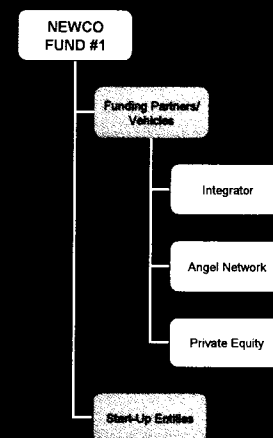 NEWCO
FUND #1
Funding Partners/
Vehicles
Integrator
Angel Network
Private Equity
Start-Up Entities